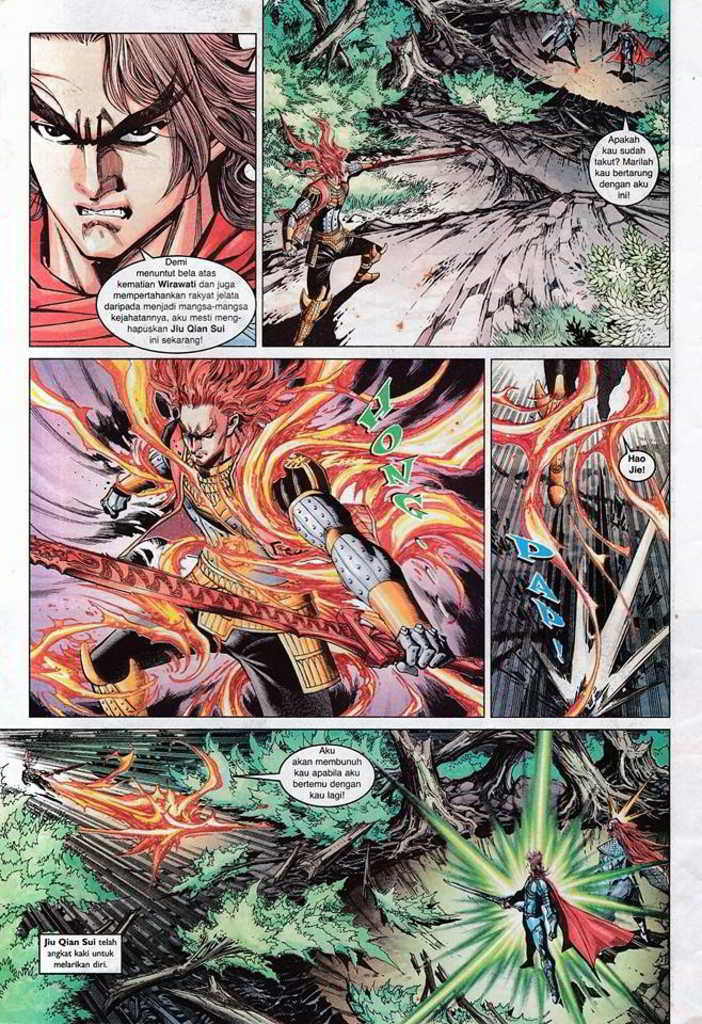 Demi
menuntut bela atas
kematian Wirawati dan juga
mempertahankan rakyat jelata
daripada menjadi mangsa-mangsa
kejahatannya, aku mesti meng-
hapuskan Jiu Qian Sui
ini sekarang!
Apakah
kau sudah
takut? Marilah
kau bertarung
dengan aku
ini!
HONG
Hao
Jie!
DAP!
Aku
akan membunuh
kau apabila aku
bertemu dengan
kau lagi!
Jiu Qian Sui telah
angkat kaki untuk
melarikan diri.